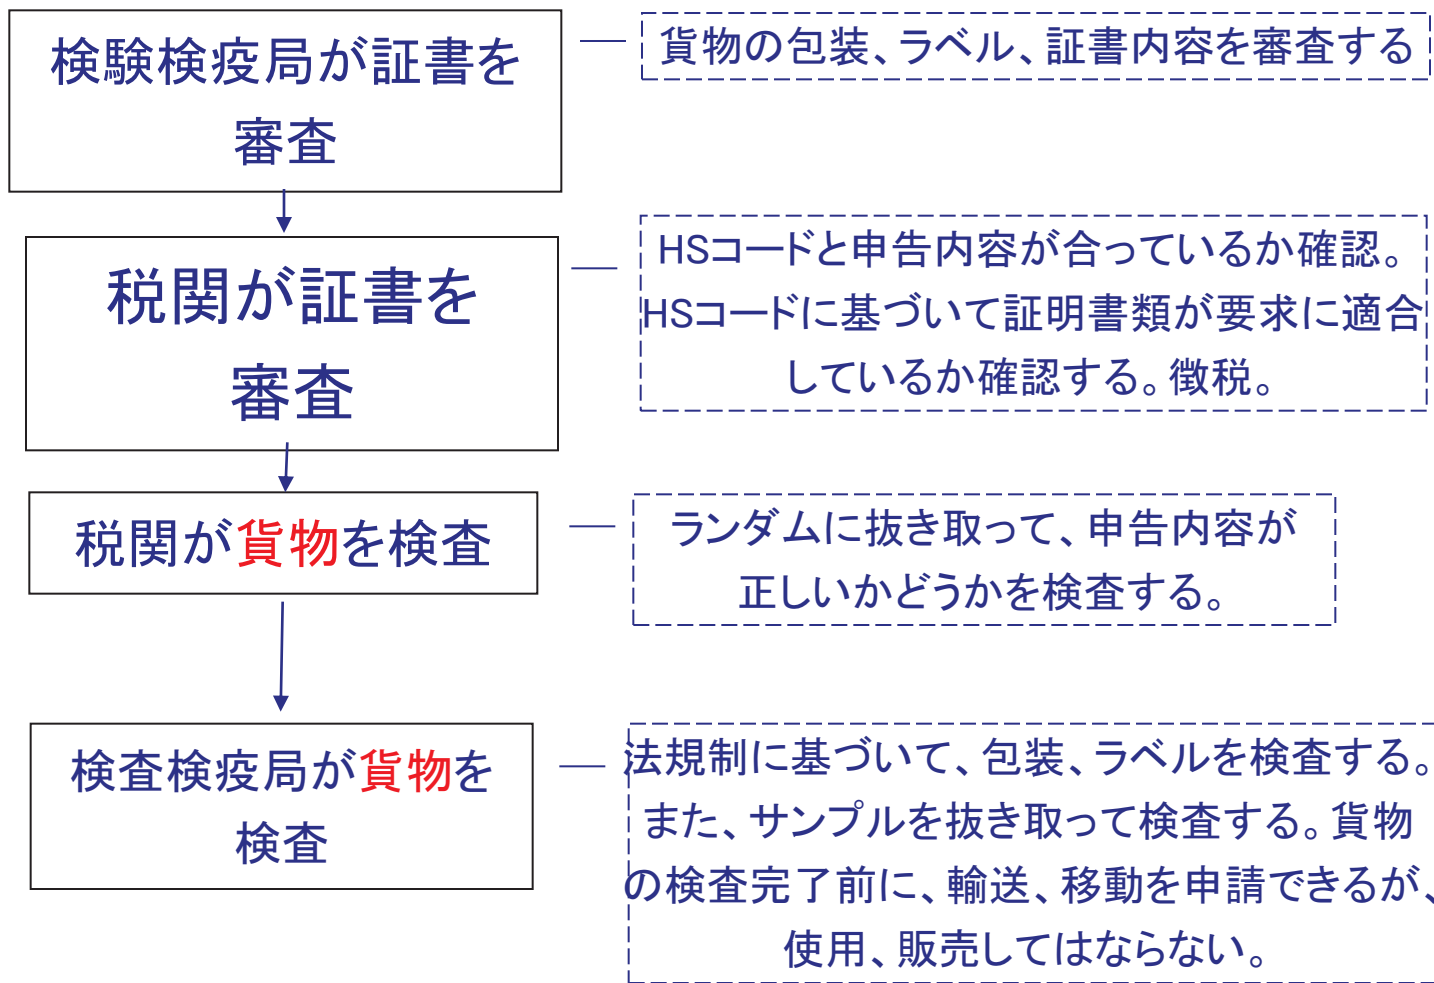 検験検疫局が証書を
審査
貨物の包装、ラベル、証書内容を審査する
税関が証書を
審査
HSコードと申告内容が合っているか確認。
HSコードに基づいて証明書類が要求に適合
しているか確認する。徴税。
税関が貨物を検査
ランダムに抜き取って、申告内容が
正しいかどうかを検査する。
検査検疫局が貨物を
検査
法規制に基づいて、包装、ラベルを検査する。
また、サンプルを抜き取って検査する。貨物
の検査完了前に、輸送、移動を申請できるが、
使用、販売してはならない。